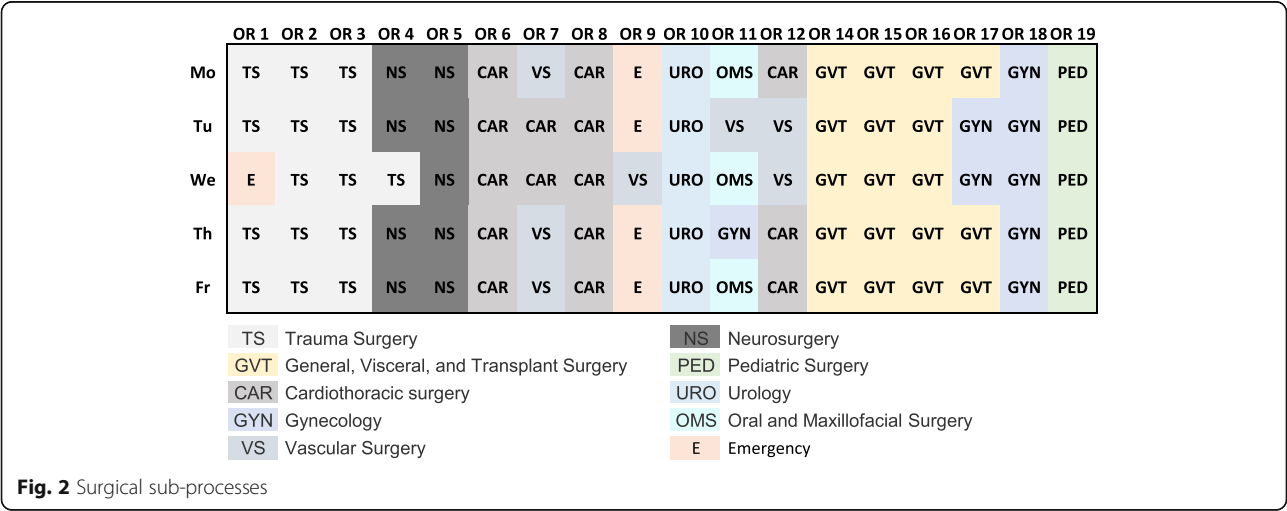 OR 1 OR 2 OR 3 OR 4 OR 5 OR 6 OR 7 OR 8 OR 9 OR 10 OR 11 OR 12 OR 14 OR 15 OR 16 OR 17 OR 18 OR 19
Mo TS TS TS NS NS CAR VS CAR E URO OMS CAR GVT GVT GVT GVT GYN PED
Tu TS TS TS NS NS CAR CAR CAR E URO VS VS GVT GVT GVT GYN GYN PED
We E TS TS TS NS CAR CAR CAR VS URO OMS VS GVT GVT GVT GYN GYN PED
Th TS TS TS NS NS CAR VS CAR E URO GYN CAR GVT GVT GVT GVT GYN PED
Fr TS TS TS NS NS CAR VS CAR E URO OMS CAR GVT GVT GVT GVT GYN PED
TS Trauma Surgery NS Neurosurgery
GVT General, Visceral, and Transplant Surgery PED Pediatric Surgery
CAR Cardiothoracic surgery URO Urology
GYN Gynecology OMS Oral and Maxillofacial Surgery
VS Vascular Surgery E Emergency
Fig. 2 Surgical sub-processes